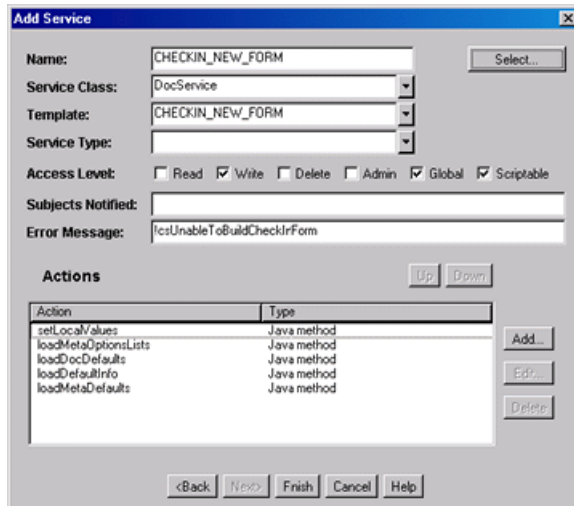 Add Service
Name: CHECKIN_NEW_FORM Select...
Service Class: DocService
Template: CHECKIN_NEW_FORM
Service Type:
Access Level: Read Write Delete Admin Global Scriptable
Subjects Notified:
Error Message: !csUnableToBuildCheckInForm
Actions Up Down
Action Type
setLocalValues Java method
loadMetaOptionsLists Java method
loadDocDefaults Java method
loadDefaultInfo Java method
loadMetaDefaults Java method
Add...
Edit...
Delete
<Back Next> Finish Cancel Help